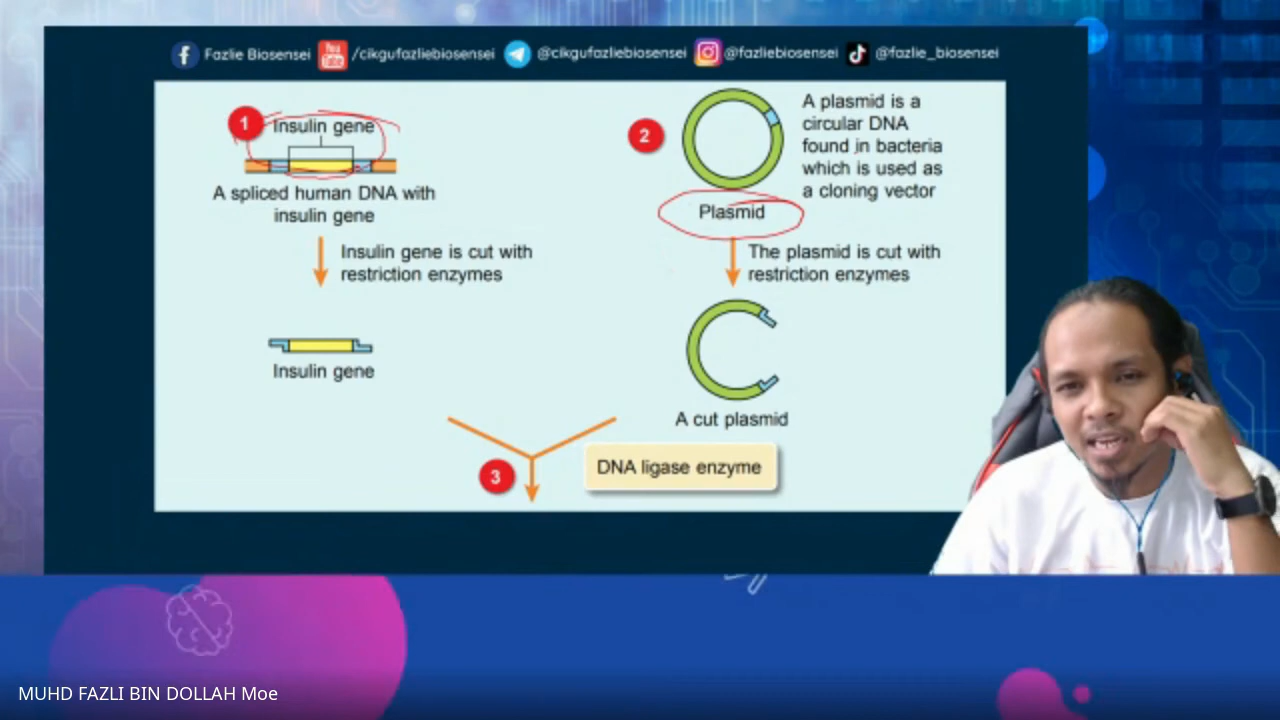 Fazlie Biosensei You Tube /cikgufazliebiosensei @cikgufazliebiosensei @fazliebiosensei @fazlie_biosensei
1
Insulin gene
A spliced human DNA with
insulin gene
Insulin gene is cut with
restriction enzymes
Insulin gene
2
A plasmid is a
circular DNA
found in bacteria
which is used as
a cloning vector
Plasmid
The plasmid is cut with
restriction enzymes
A cut plasmid
3
DNA ligase enzyme
MUHD FAZLI BIN DOLLAH Moe